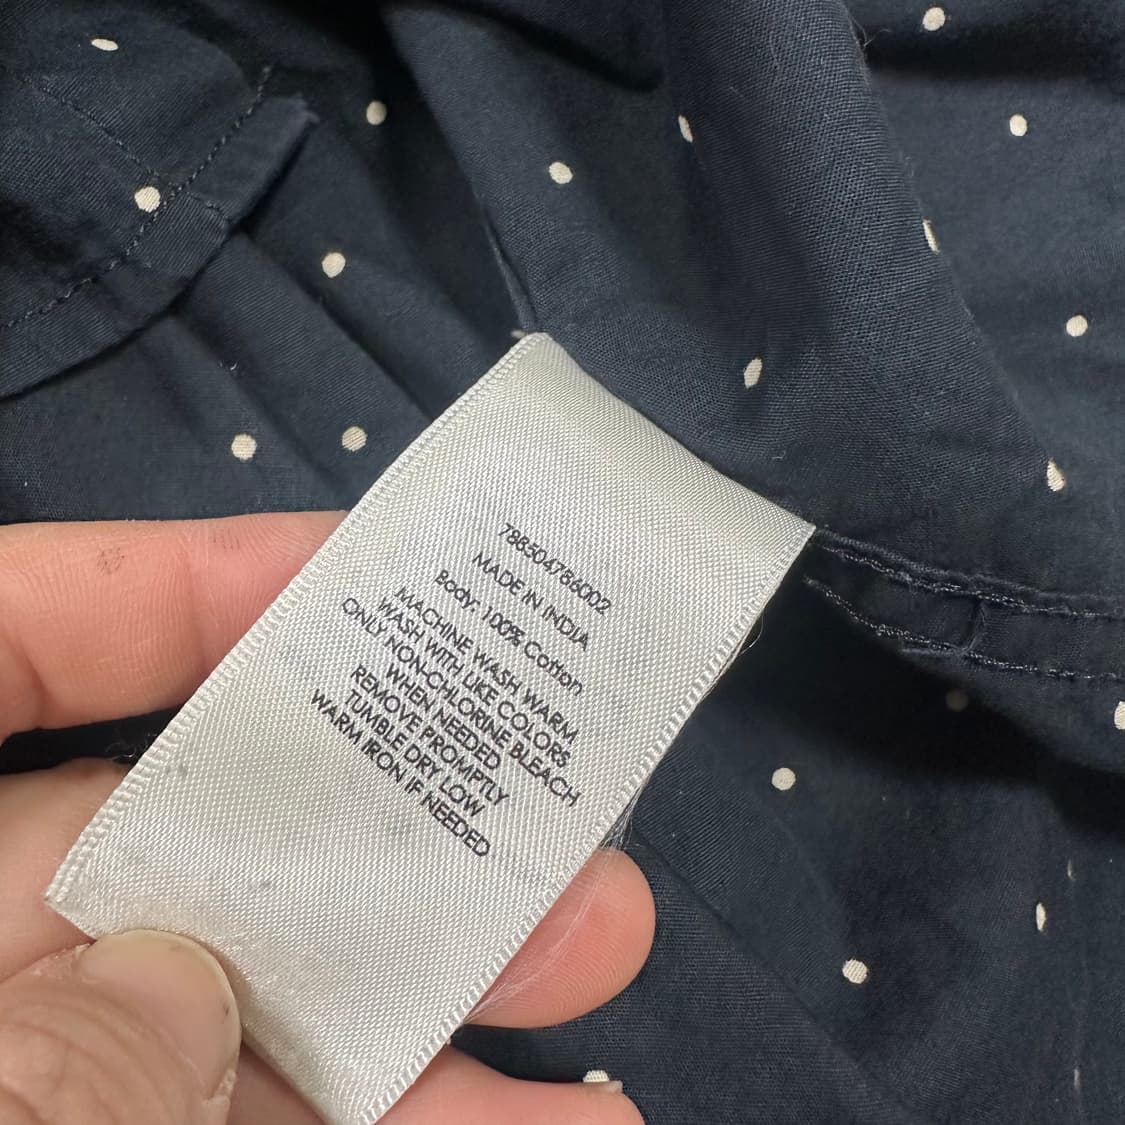 788504786002
MADE IN INDIA
Body: 100% Cotton
MACHINE WASH WARM
WASH WITH LIKE COLORS
ONLY NON-CHLORINE BLEACH
WHEN NEEDED
REMOVE PROMPTLY
TUMBLE DRY LOW
WARM IRON IF NEEDED